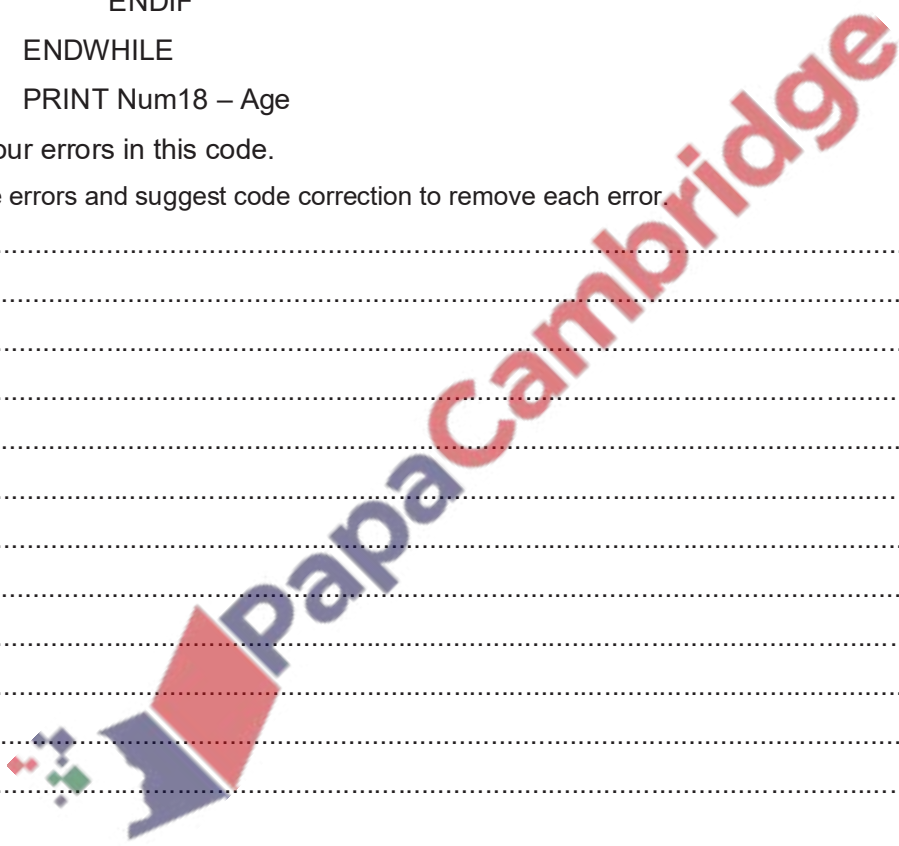 ENDIF
ENDWHILE
PRINT Num18 – Age
errors in this code.
errors and suggest code correction to remove each error.
PapaCambridge